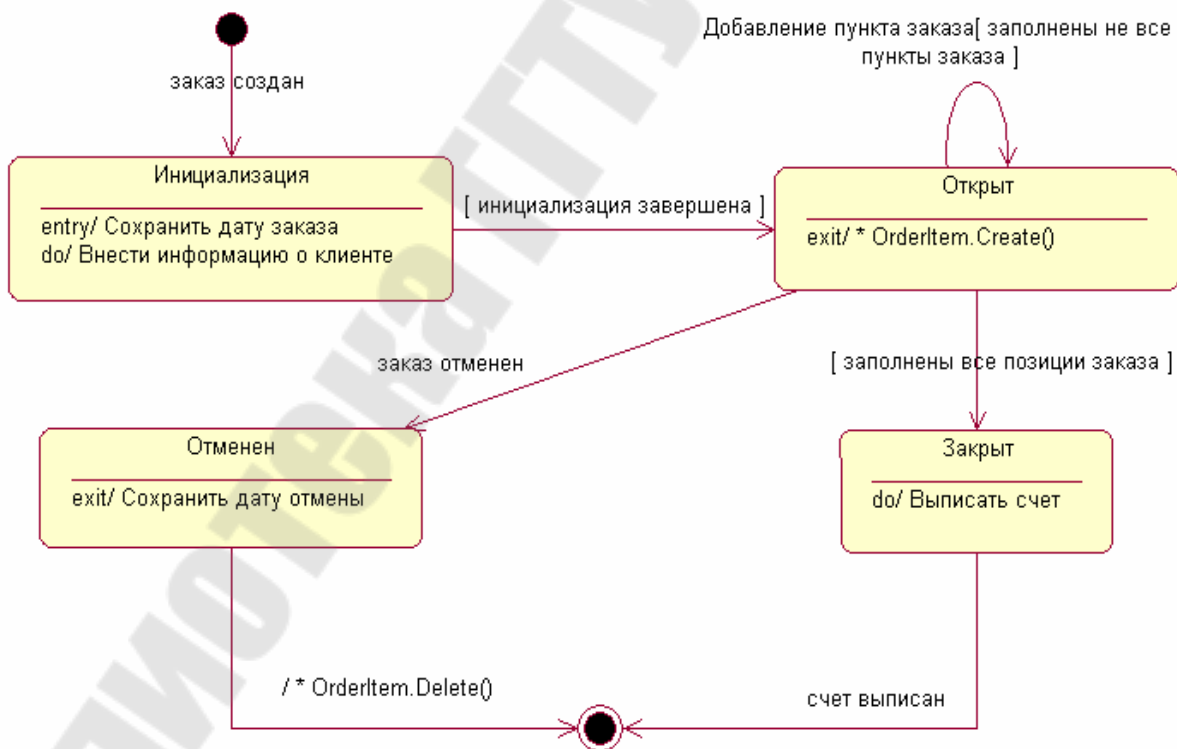 Добавление пункта заказа[ заполнены не все
пункты заказа ]
заказ создан
Инициализация
entry/ Сохранить дату заказа
do/ Внести информацию о клиенте
[ инициализация завершена ]
Открыт
exit/ * OrderItem.Create()
заказ отменен
[ заполнены все позиции заказа ]
Отменен
exit/ Сохранить дату отмены
Закрыт
do/ Выписать счет
/ * OrderItem.Delete()
счет выписан